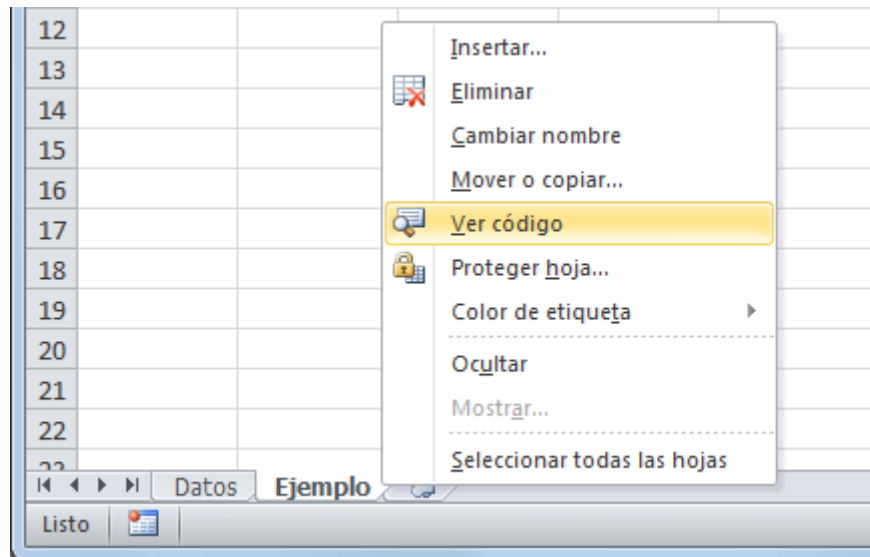 12
13
14
15
16
17
18
19
20
21
22
Insertar...
Eliminar
Cambiar nombre
Mover o copiar...
Ver código
Proteger hoja...
Color de etiqueta
Ocultar
Mostrar...
Seleccionar todas las hojas
Datos Ejemplo
Listo